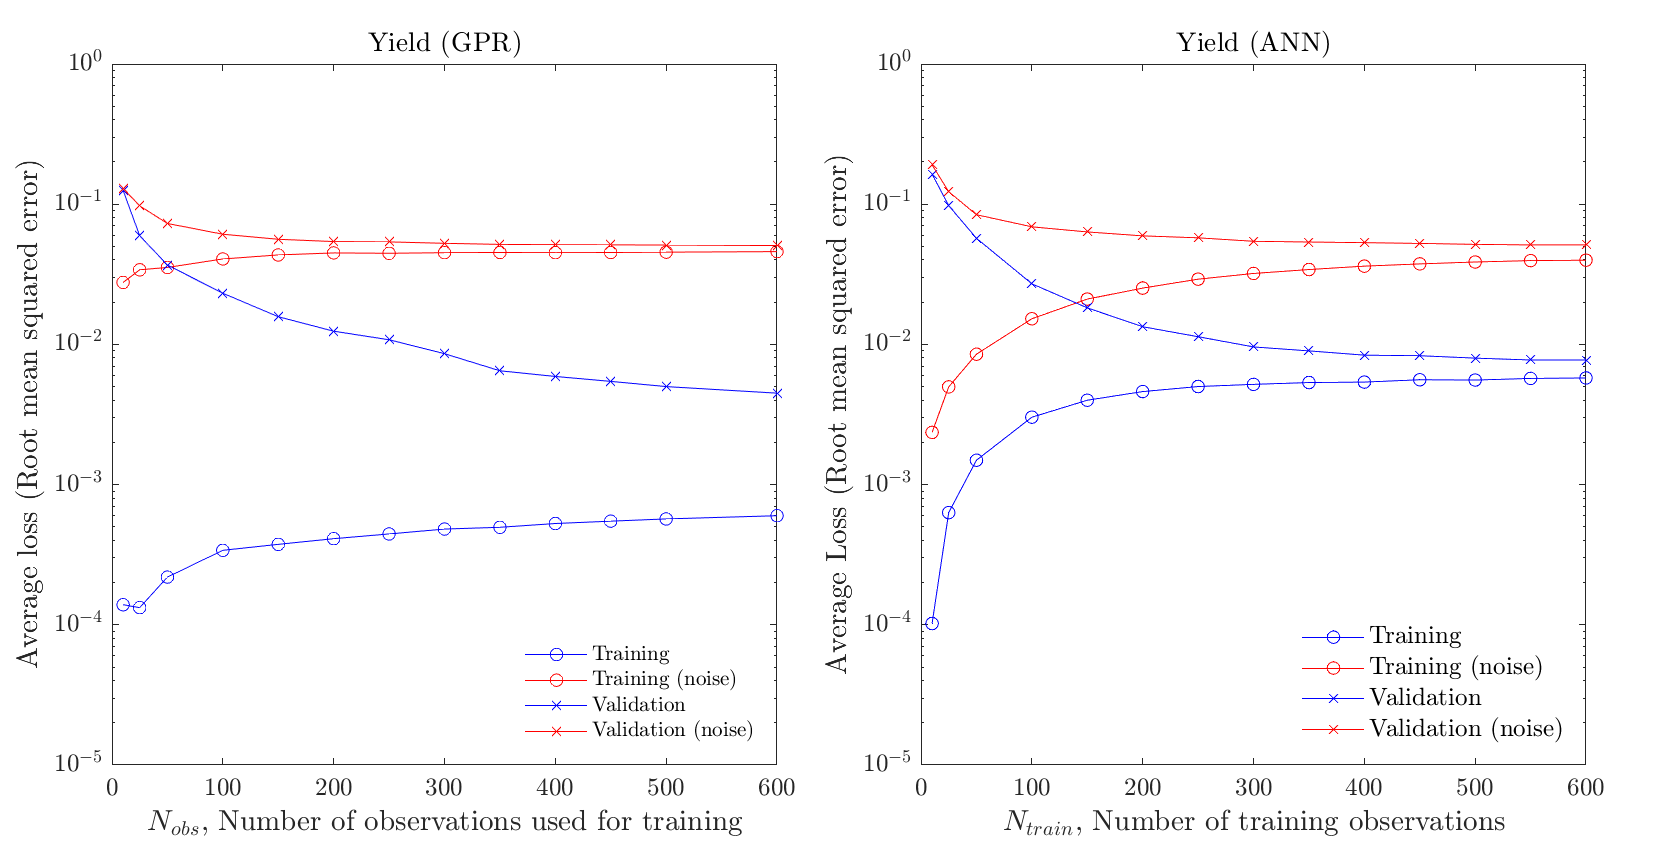 Yield (GPR)
10^0
10^−1
10^−2
10^−3
10^−4
10^−5
Average loss (Root mean squared error)
Training
Training (noise)
Validation
Validation (noise)
0 100 200 300 400 500 600
N_obs, Number of observations used for training
Yield (ANN)
10^0
10^−1
10^−2
10^−3
10^−4
10^−5
Average Loss (Root mean squared error)
Training
Training (noise)
Validation
Validation (noise)
0 100 200 300 400 500 600
N_train, Number of training observations